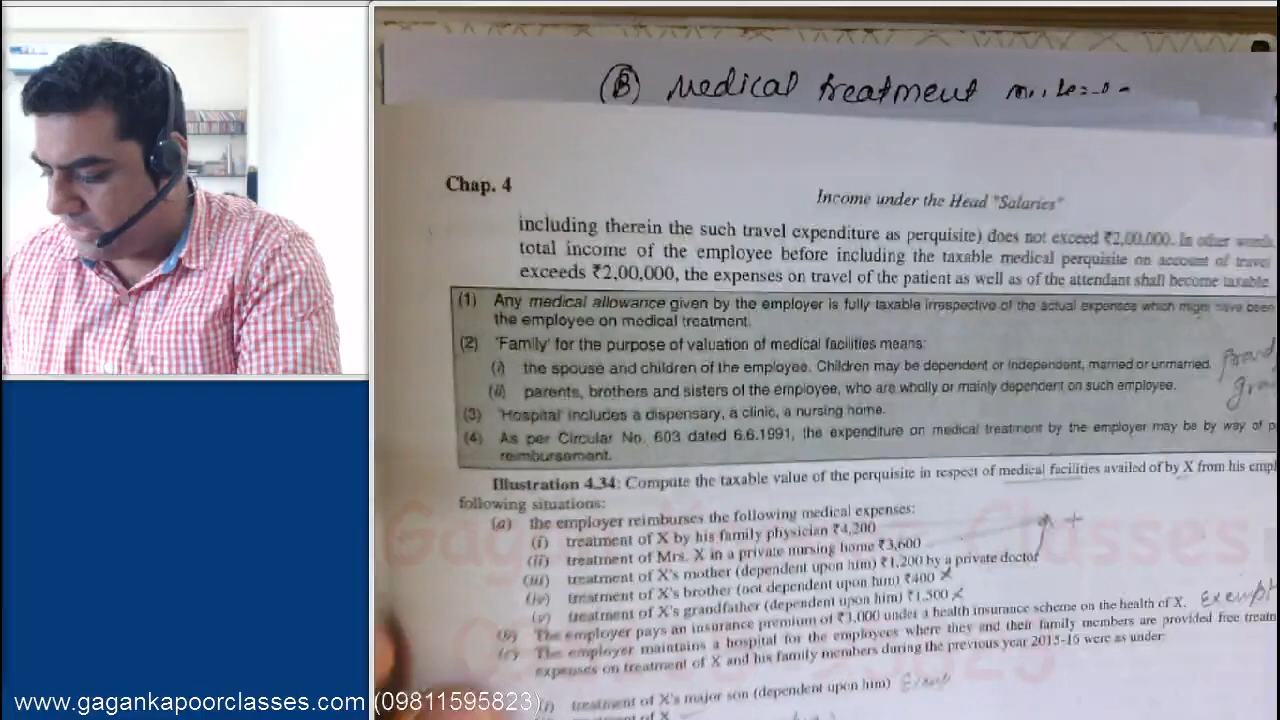 (B) Medical treatment
Chap. 4
Income under the Head "Salaries"
including therein the such travel expenditure as perquisite) does not exceed ₹2,00,000. In other words,
total income of the employee before including the taxable medical perquisite on account of travel
exceeds ₹2,00,000, the expenses on travel of the patient as well as of the attendant shall become taxable.
(1) Any medical allowance given by the employer is fully taxable irrespective of the actual expenses which might have been
the employee on medical treatment.
(2) 'Family' for the purpose of valuation of medical facilities means:
(i) the spouse and children of the employee. Children may be dependent or independent, married or unmarried.
(ii) parents, brothers and sisters of the employee, who are wholly or mainly dependent on such employee.
(3) 'Hospital' includes a dispensary, a clinic, a nursing home.
(4) As per Circular No. 603 dated 6.6.1991, the expenditure on medical treatment by the employer may be by way of p
reimbursement.
Illustration 4.34: Compute the taxable value of the perquisite in respect of medical facilities availed of by X from his empl
following situations:
(a) the employer reimburses the following medical expenses:
(i) treatment of X by his family physician ₹4,200
(ii) treatment of Mrs. X in a private nursing home ₹3,600
(iii) treatment of X's mother (dependent upon him) ₹1,200 by a private doctor
(iv) treatment of X's brother (not dependent upon him) ₹400 x
(v) treatment of X's grandfather (dependent upon him) ₹1,500 x
(b) The employer pays an insurance premium of ₹3,000 under a health insurance scheme on the health of X. Exempt
(c) The employer maintains a hospital for the employees where they and their family members are provided free treatm
expenses on treatment of X and his family members during the previous year 2015-16 were as under:
(i) treatment of X's major son (dependent upon him) Exemp
treatment of X
Gagan Kapoor Classes
www.gagankapoorclasses.com (09811595823)